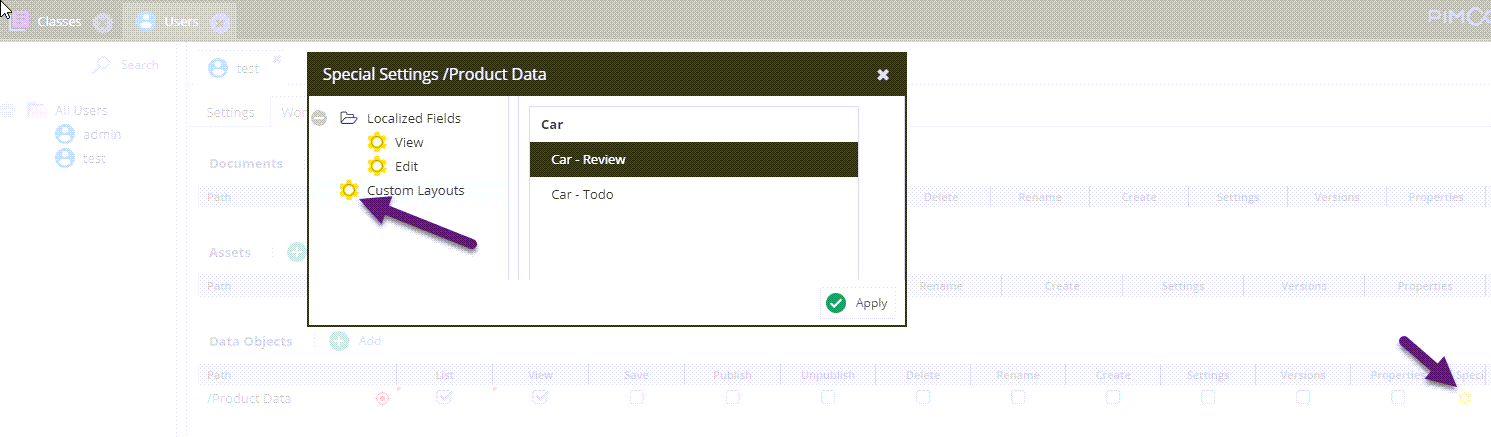 Classes Users PIMCO
Search test
All Users
admin
test
Settings Wor
Special Settings /Product Data
Localized Fields
View
Edit
Custom Layouts
Car
Car - Review
Car - Todo
Apply
Documents
Path Delete Rename Create Settings Versions Properties
Assets
Path Rename Create Settings Versions Properties
Data Objects Add
Path List View Save Publish Unpublish Delete Rename Create Settings Versions Properties Speci
/Product Data